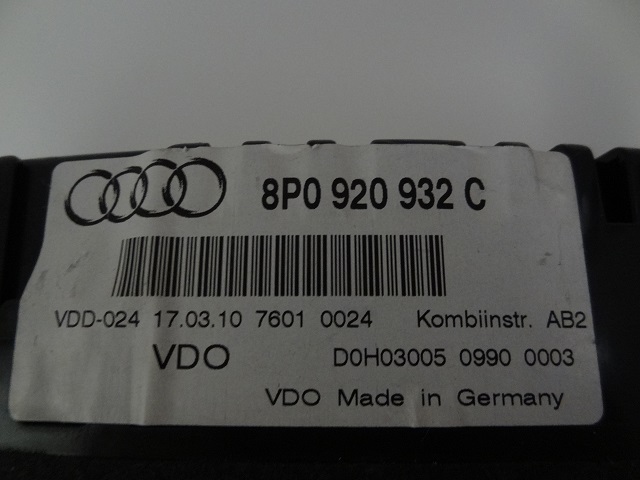 8P0 920 932 C
VDD-024 17.03.10 7601 0024 Kombiinstr. AB2
VDO D0H03005 0990 0003
VDO Made in Germany